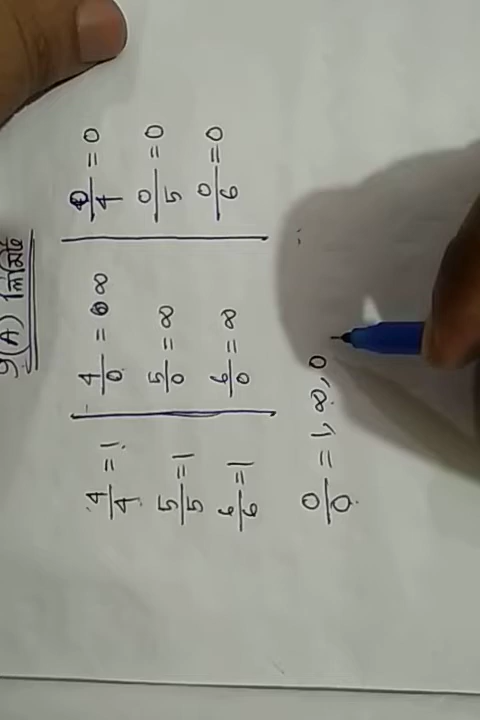 9(A) লিমিট
4/4 = 1 | 4/0 = ∞ | 0/4 = 0
5/5 = 1 | 5/0 = ∞ | 0/5 = 0
6/6 = 1 | 6/0 = ∞ | 0/6 = 0
0/0 = 1, ∞, 0